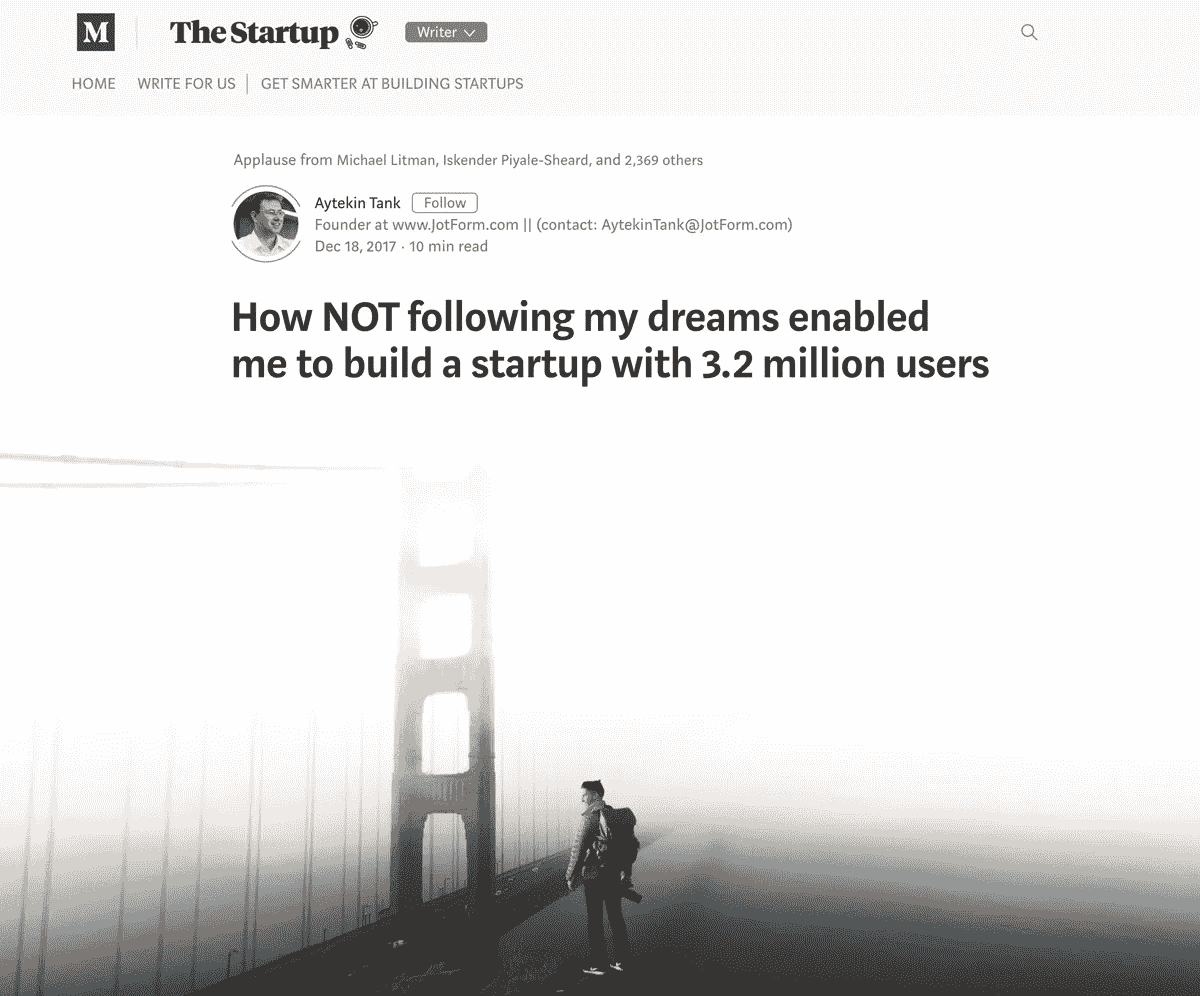 M
The Startup
Writer
HOME WRITE FOR US GET SMARTER AT BUILDING STARTUPS
Applause from Michael Litman, Iskender Piyale-Sheard, and 2,369 others
Aytekin Tank Follow
Founder at www.JotForm.com || (contact: AytekinTank@JotForm.com)
Dec 18, 2017 · 10 min read
How NOT following my dreams enabled
me to build a startup with 3.2 million users